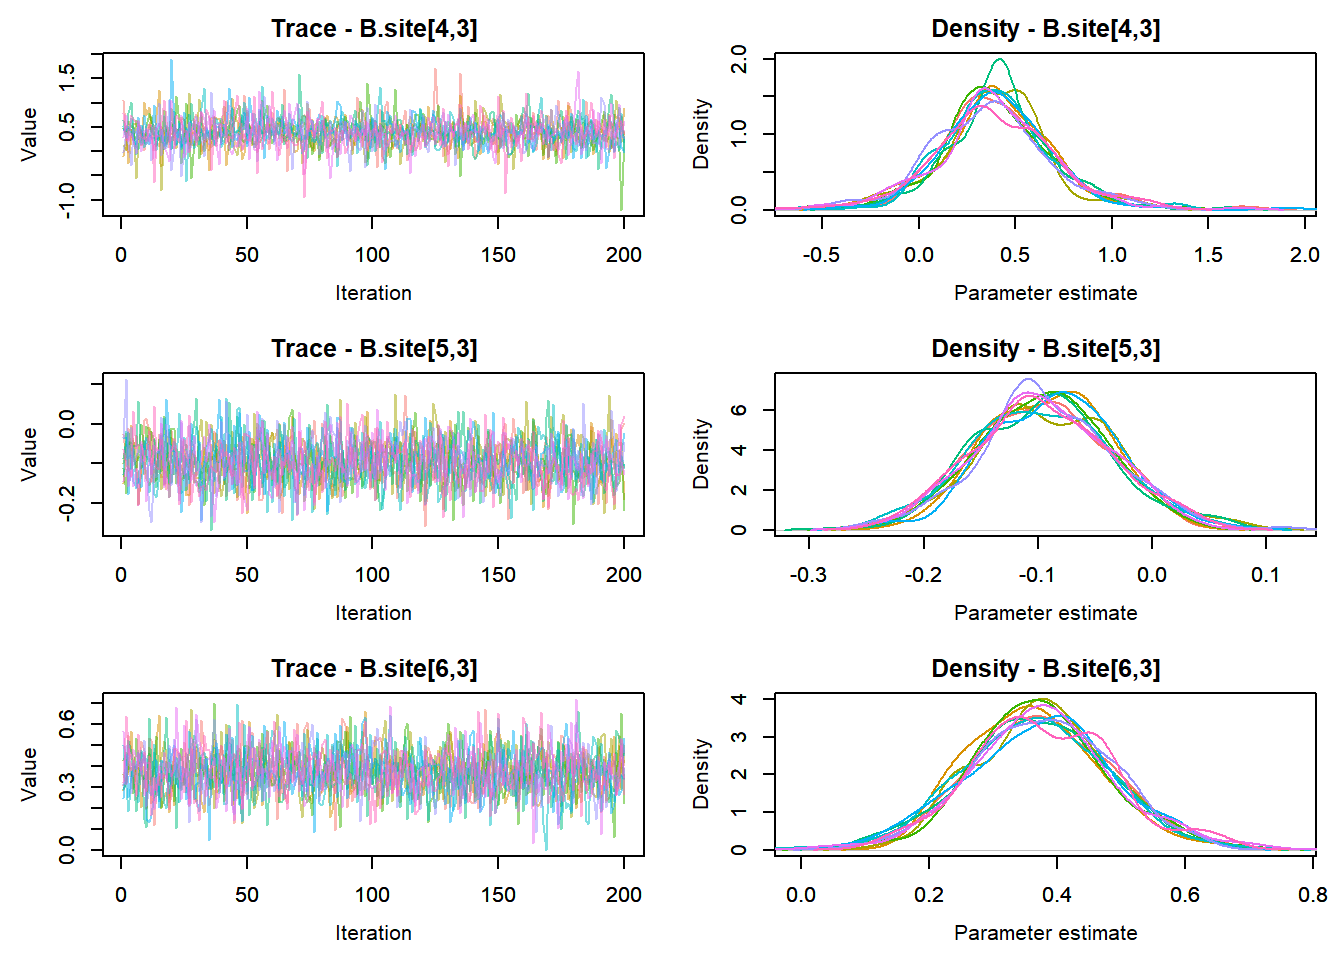 Trace - B.site[4,3]
Value
-1.0 0.5 1.5
0 50 100 150 200
Iteration
Density - B.site[4,3]
Density
0.0 1.0 2.0
-0.5 0.0 0.5 1.0 1.5 2.0
Parameter estimate
Trace - B.site[5,3]
Value
-0.2 0.0
0 50 100 150 200
Iteration
Density - B.site[5,3]
Density
0 2 4 6
-0.3 -0.2 -0.1 0.0 0.1
Parameter estimate
Trace - B.site[6,3]
Value
0.0 0.3 0.6
0 50 100 150 200
Iteration
Density - B.site[6,3]
Density
0 1 2 3 4
0.0 0.2 0.4 0.6 0.8
Parameter estimate